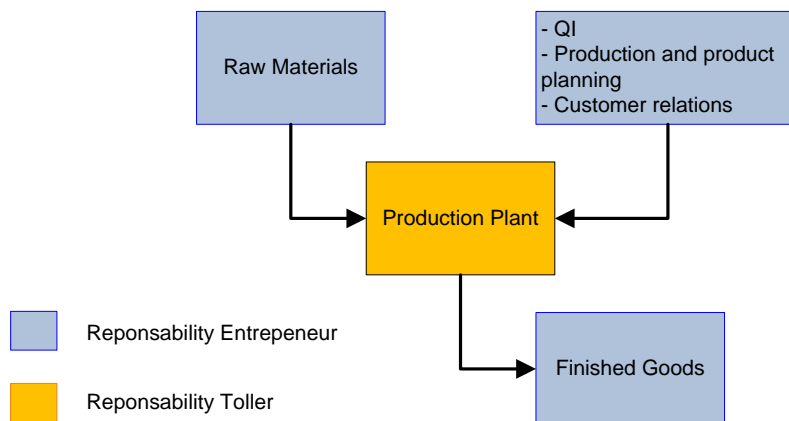 Raw Materials
- QI
- Production and product
planning
- Customer relations
Production Plant
Finished Goods
Reponsability Entrepeneur
Reponsability Toller